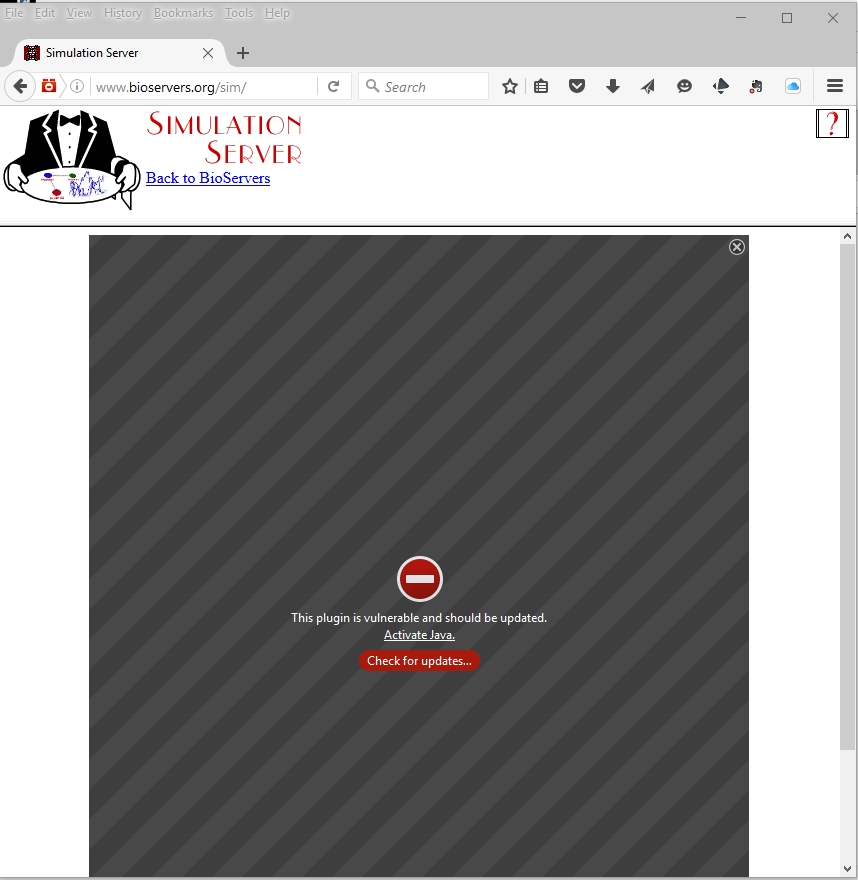 File Edit View History Bookmarks Tools Help
Simulation Server
www.bioservers.org/sim/
Search
SIMULATION
SERVER
?
Back to BioServers
This plugin is vulnerable and should be updated.
Activate Java.
Check for updates...